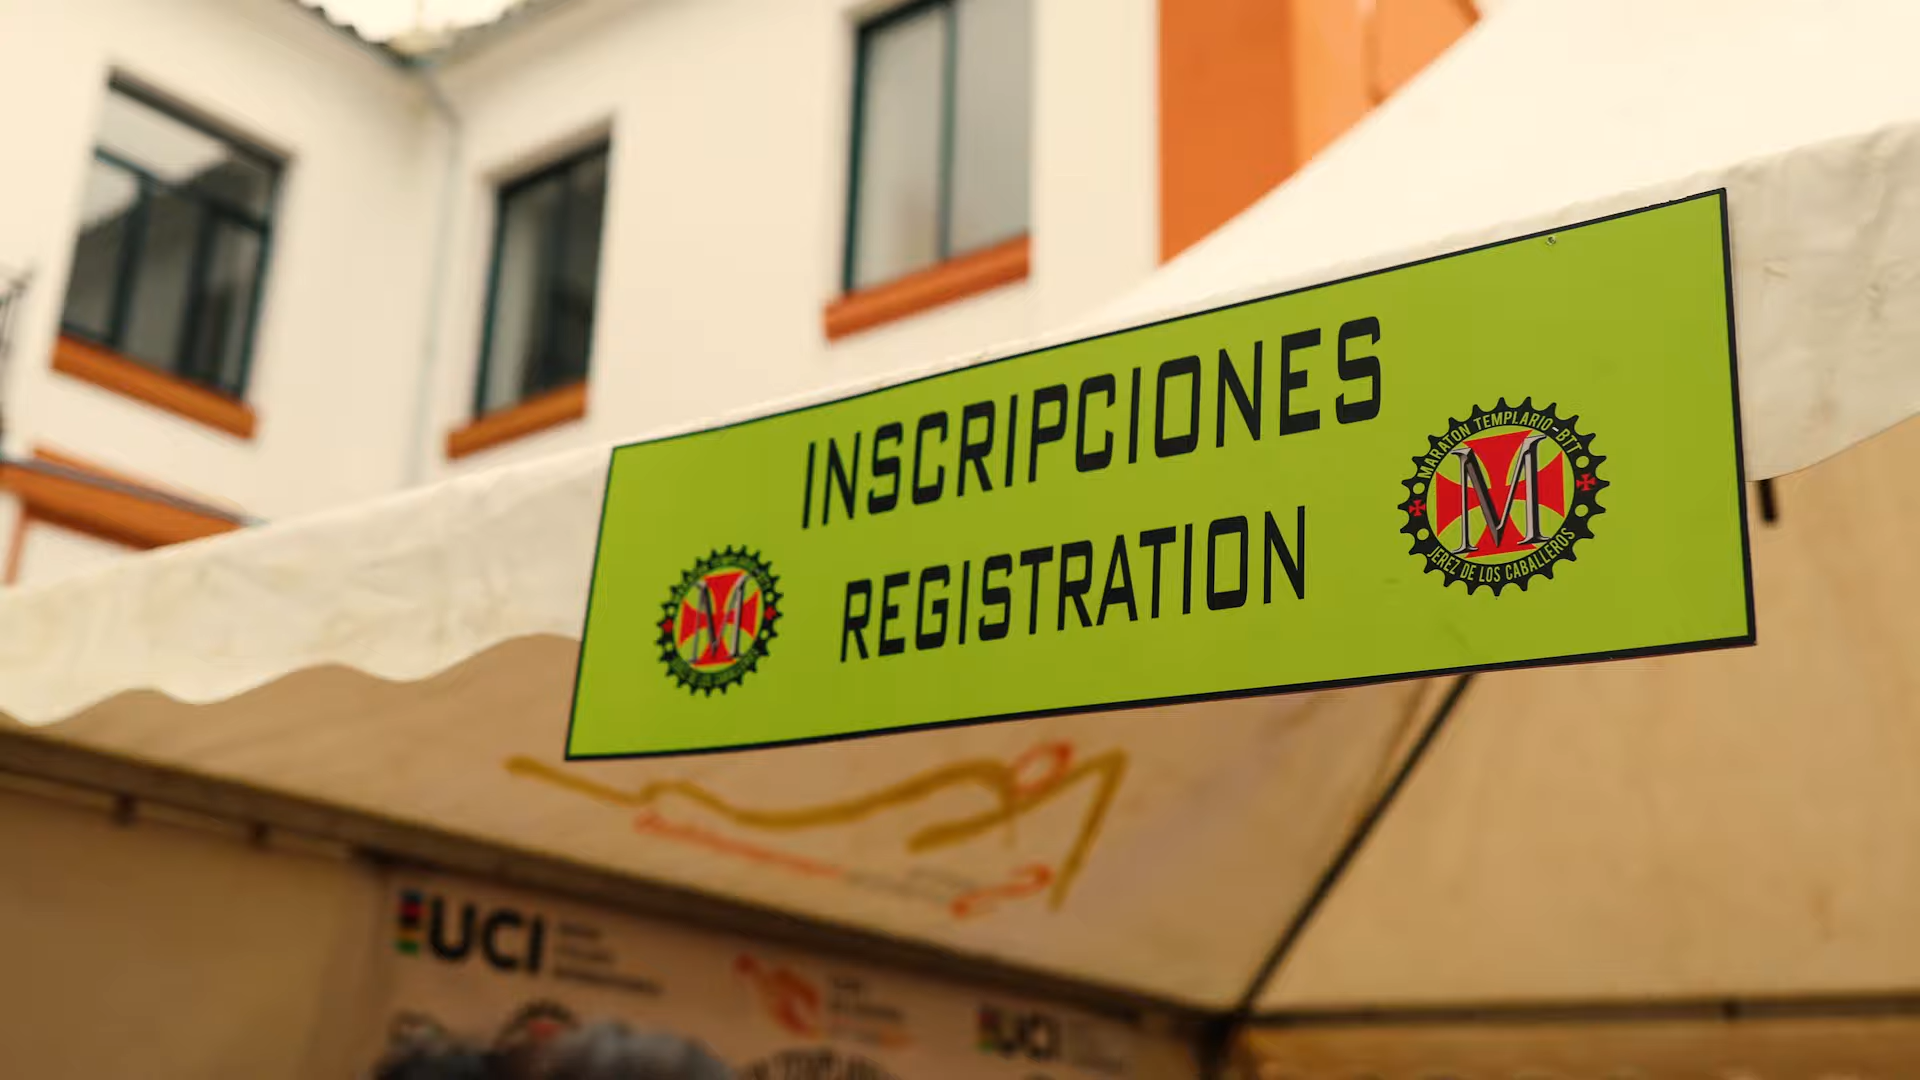 INSCRIPCIONES
REGISTRATION
MARATON TEMPLARIO-BTT
M
JEREZ DE LOS CABALLEROS
M
UCI
UCI